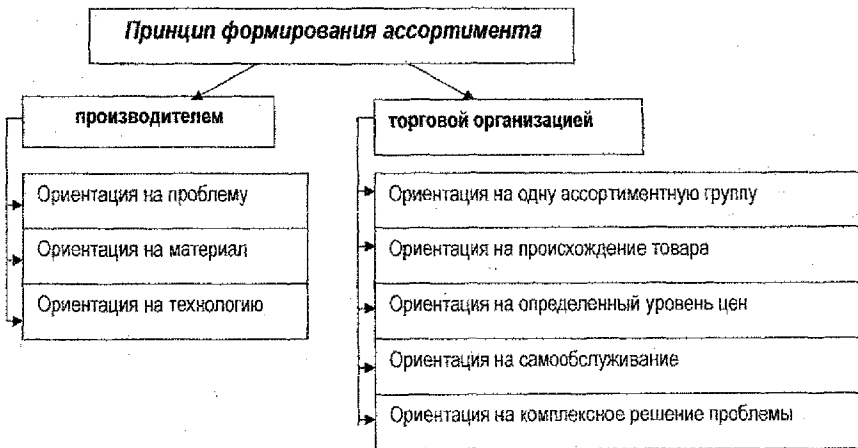 Принцип формирования ассортимента
производителем
Ориентация на проблему
Ориентация на материал
Ориентация на технологию
торговой организацией
Ориентация на одну ассортиментную группу
Ориентация на происхождение товара
Ориентация на определенный уровень цен
Ориентация на самообслуживание
Ориентация на комплексное решение проблемы